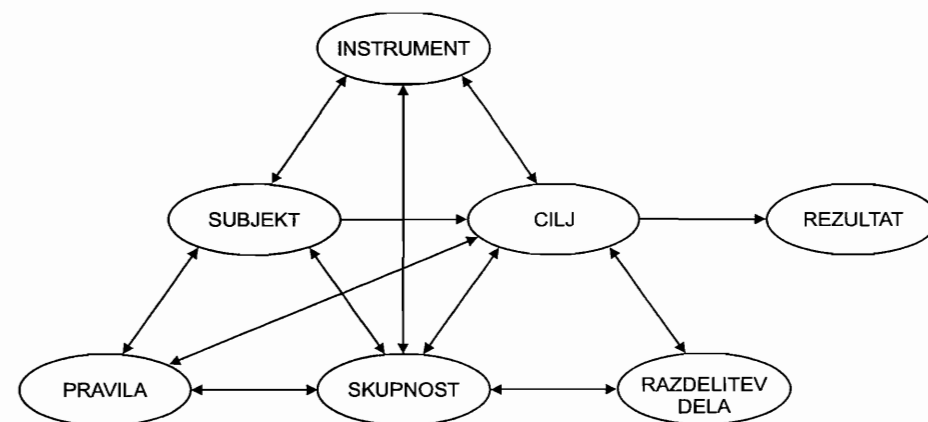 INSTRUMENT
SUBJEKT
CILJ
REZULTAT
PRAVILA
SKUPNOST
RAZDELITEV
DELA